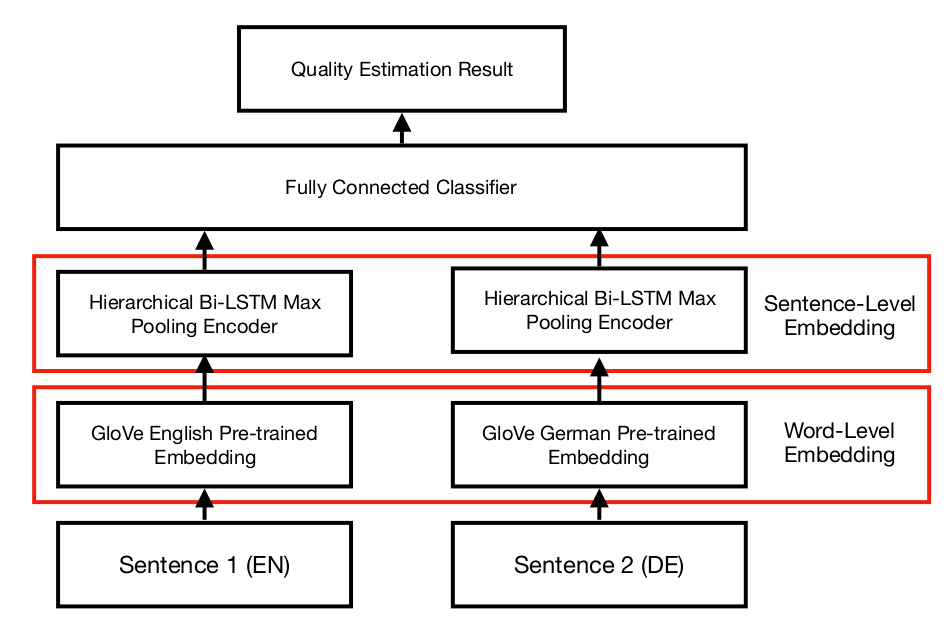 Quality Estimation Result
Fully Connected Classifier
Hierarchical Bi-LSTM Max
Pooling Encoder
Hierarchical Bi-LSTM Max
Pooling Encoder
Sentence-Level
Embedding
GloVe English Pre-trained
Embedding
GloVe German Pre-trained
Embedding
Word-Level
Embedding
Sentence 1 (EN)
Sentence 2 (DE)